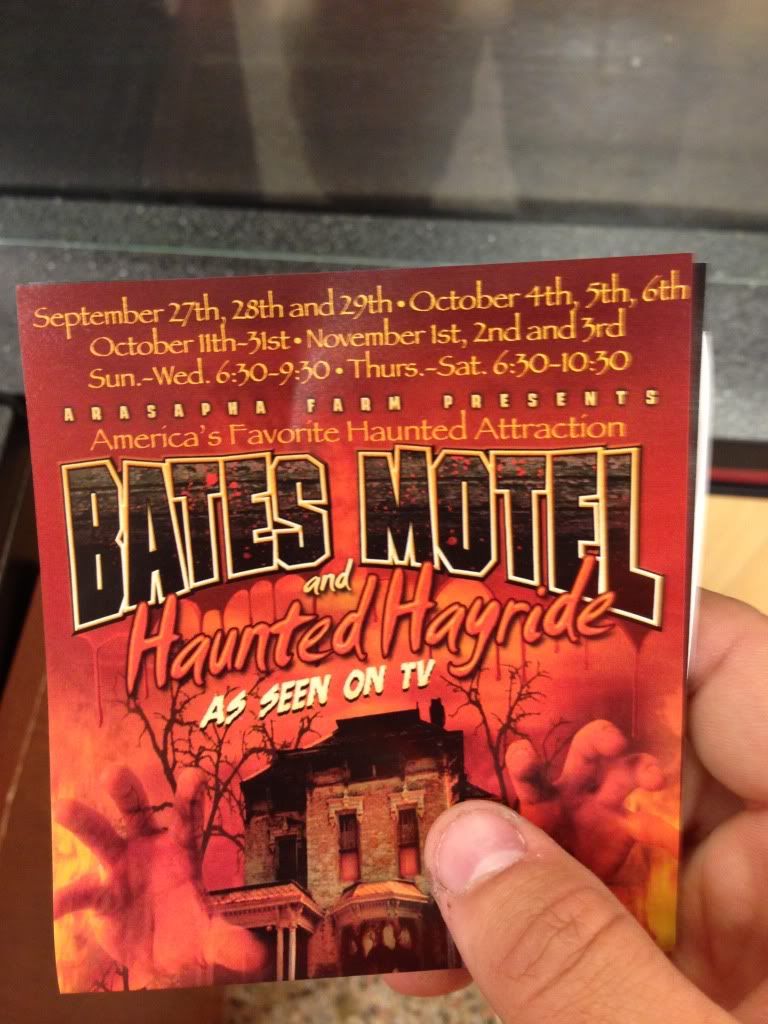 September 27th, 28th and 29th • October 4th, 5th, 6th
October 11th-31st • November 1st, 2nd and 3rd
Sun.-Wed. 6:30-9:30 • Thurs.-Sat. 6:30-10:30
ARASAPHA FARM PRESENTS
America's Favorite Haunted Attraction
BATES MOTEL
and
Haunted Hayride
AS SEEN ON TV